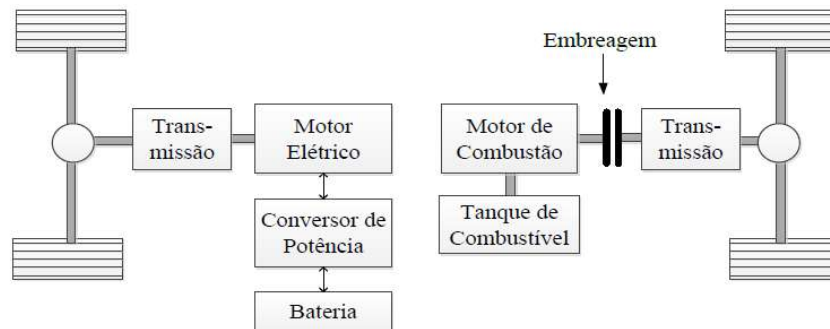 Embreagem
Trans-
missão
Motor
Elétrico
Conversor de
Potência
Bateria
Motor de
Combustão
Tanque de
Combustível
Trans-
missão